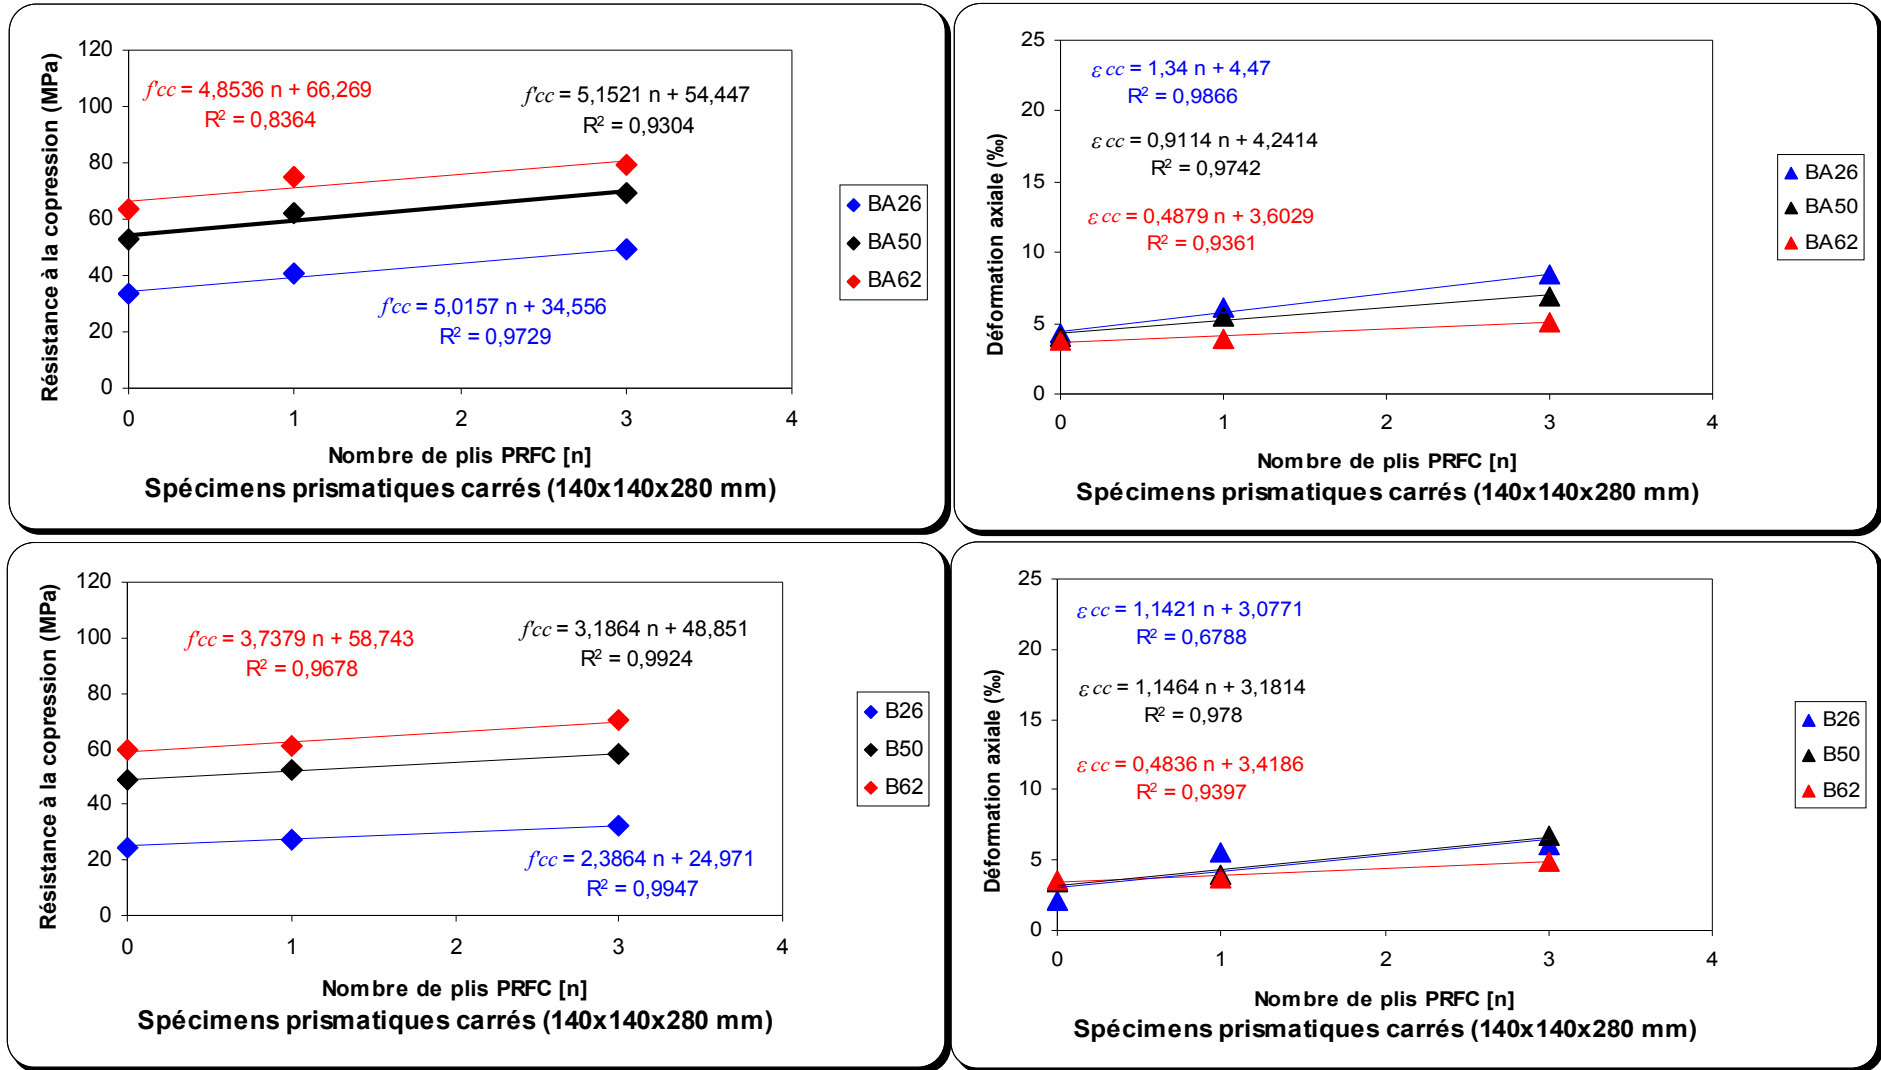 Résistance à la copression (MPa)
120
100
80
60
40
20
0
f'cc = 4,8536 n + 66,269
R² = 0,8364
f'cc = 5,1521 n + 54,447
R² = 0,9304
f'cc = 5,0157 n + 34,556
R² = 0,9729
BA26
BA50
BA62
0 1 2 3 4
Nombre de plis PRFC [n]
Spécimens prismatiques carrés (140x140x280 mm)
Déformation axiale (‰)
25
20
15
10
5
0
ε cc = 1,34 n + 4,47
R² = 0,9866
ε cc = 0,9114 n + 4,2414
R² = 0,9742
ε cc = 0,4879 n + 3,6029
R² = 0,9361
BA26
BA50
BA62
0 1 2 3 4
Nombre de plis PRFC [n]
Spécimens prismatiques carrés (140x140x280 mm)
Résistance à la copression (MPa)
120
100
80
60
40
20
0
f'cc = 3,7379 n + 58,743
R² = 0,9678
f'cc = 3,1864 n + 48,851
R² = 0,9924
f'cc = 2,3864 n + 24,971
R² = 0,9947
B26
B50
B62
0 1 2 3 4
Nombre de plis PRFC [n]
Spécimens prismatiques carrés (140x140x280 mm)
Déformation axiale (‰)
25
20
15
10
5
0
ε cc = 1,1421 n + 3,0771
R² = 0,6788
ε cc = 1,1464 n + 3,1814
R² = 0,978
ε cc = 0,4836 n + 3,4186
R² = 0,9397
B26
B50
B62
0 1 2 3 4
Nombre de plis PRFC [n]
Spécimens prismatiques carrés (140x140x280 mm)